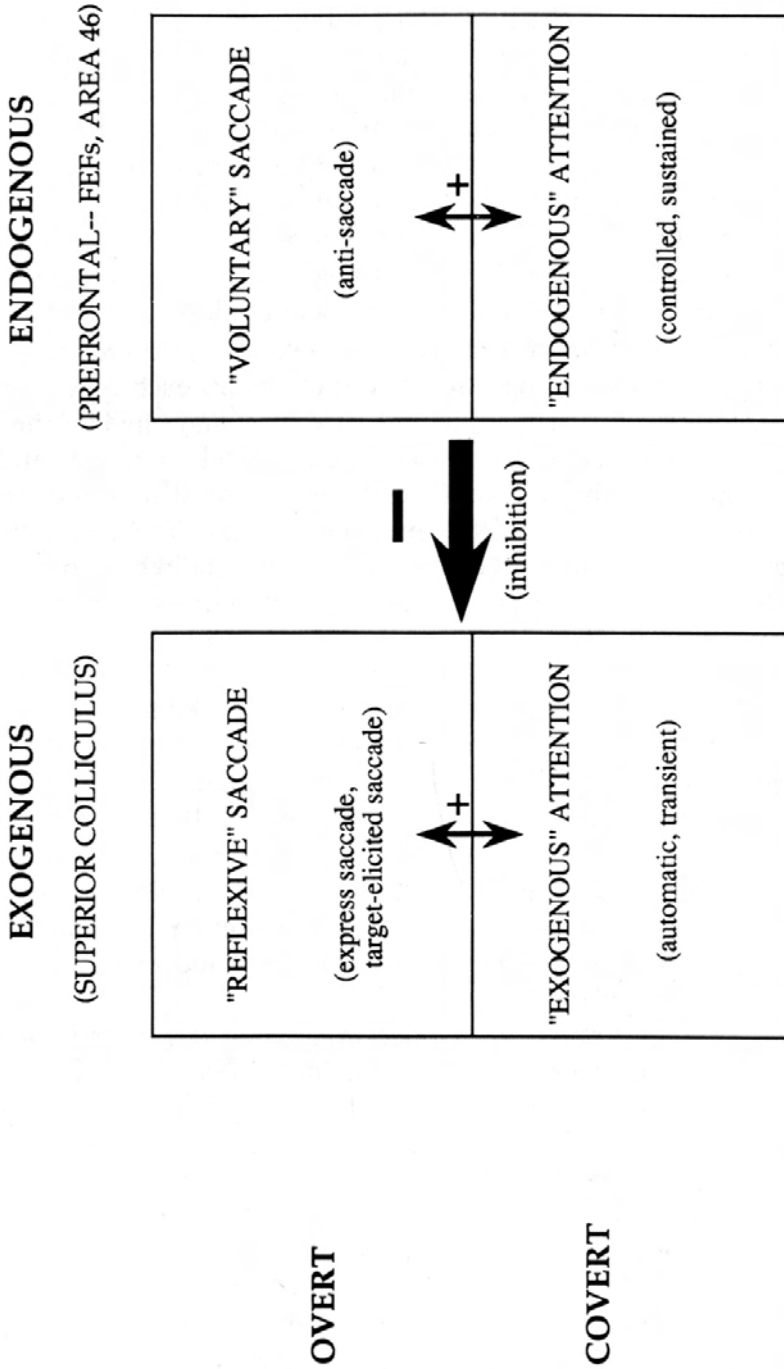 EXOGENOUS
(SUPERIOR COLLICULUS)
ENDOGENOUS
(PREFRONTAL-- FEFs, AREA 46)
OVERT
"REFLEXIVE" SACCADE
(express saccade,
target-elicited saccade)
+
"VOLUNTARY" SACCADE
(anti-saccade)
+
(inhibition)
COVERT
"EXOGENOUS" ATTENTION
(automatic, transient)
"ENDOGENOUS" ATTENTION
(controlled, sustained)